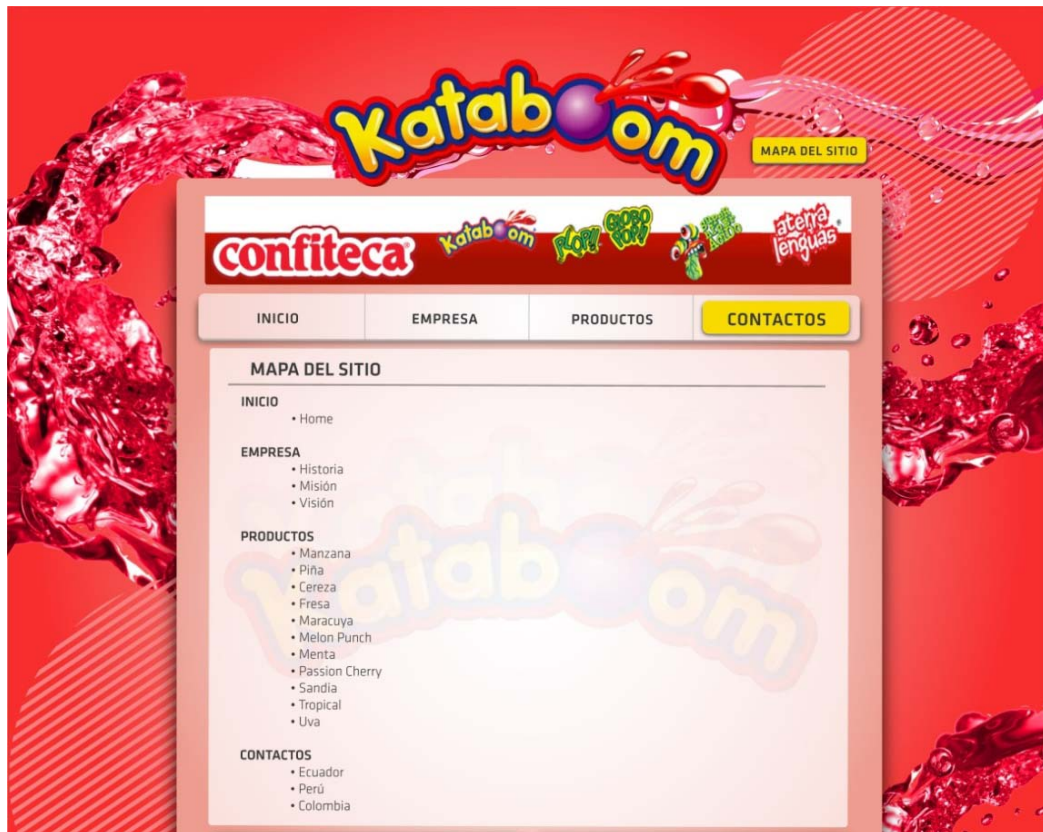 Kataboom
MAPA DEL SITIO
confiteca
Kataboom
PLOP!!
GLOBO POP!
aterra lenguas
INICIO
EMPRESA
PRODUCTOS
CONTACTOS
MAPA DEL SITIO
INICIO
• Home
EMPRESA
• Historia
• Misión
• Visión
PRODUCTOS
• Manzana
• Piña
• Cereza
• Fresa
• Maracuya
• Melon Punch
• Menta
• Passion Cherry
• Sandia
• Tropical
• Uva
CONTACTOS
• Ecuador
• Perú
• Colombia
Kataboom